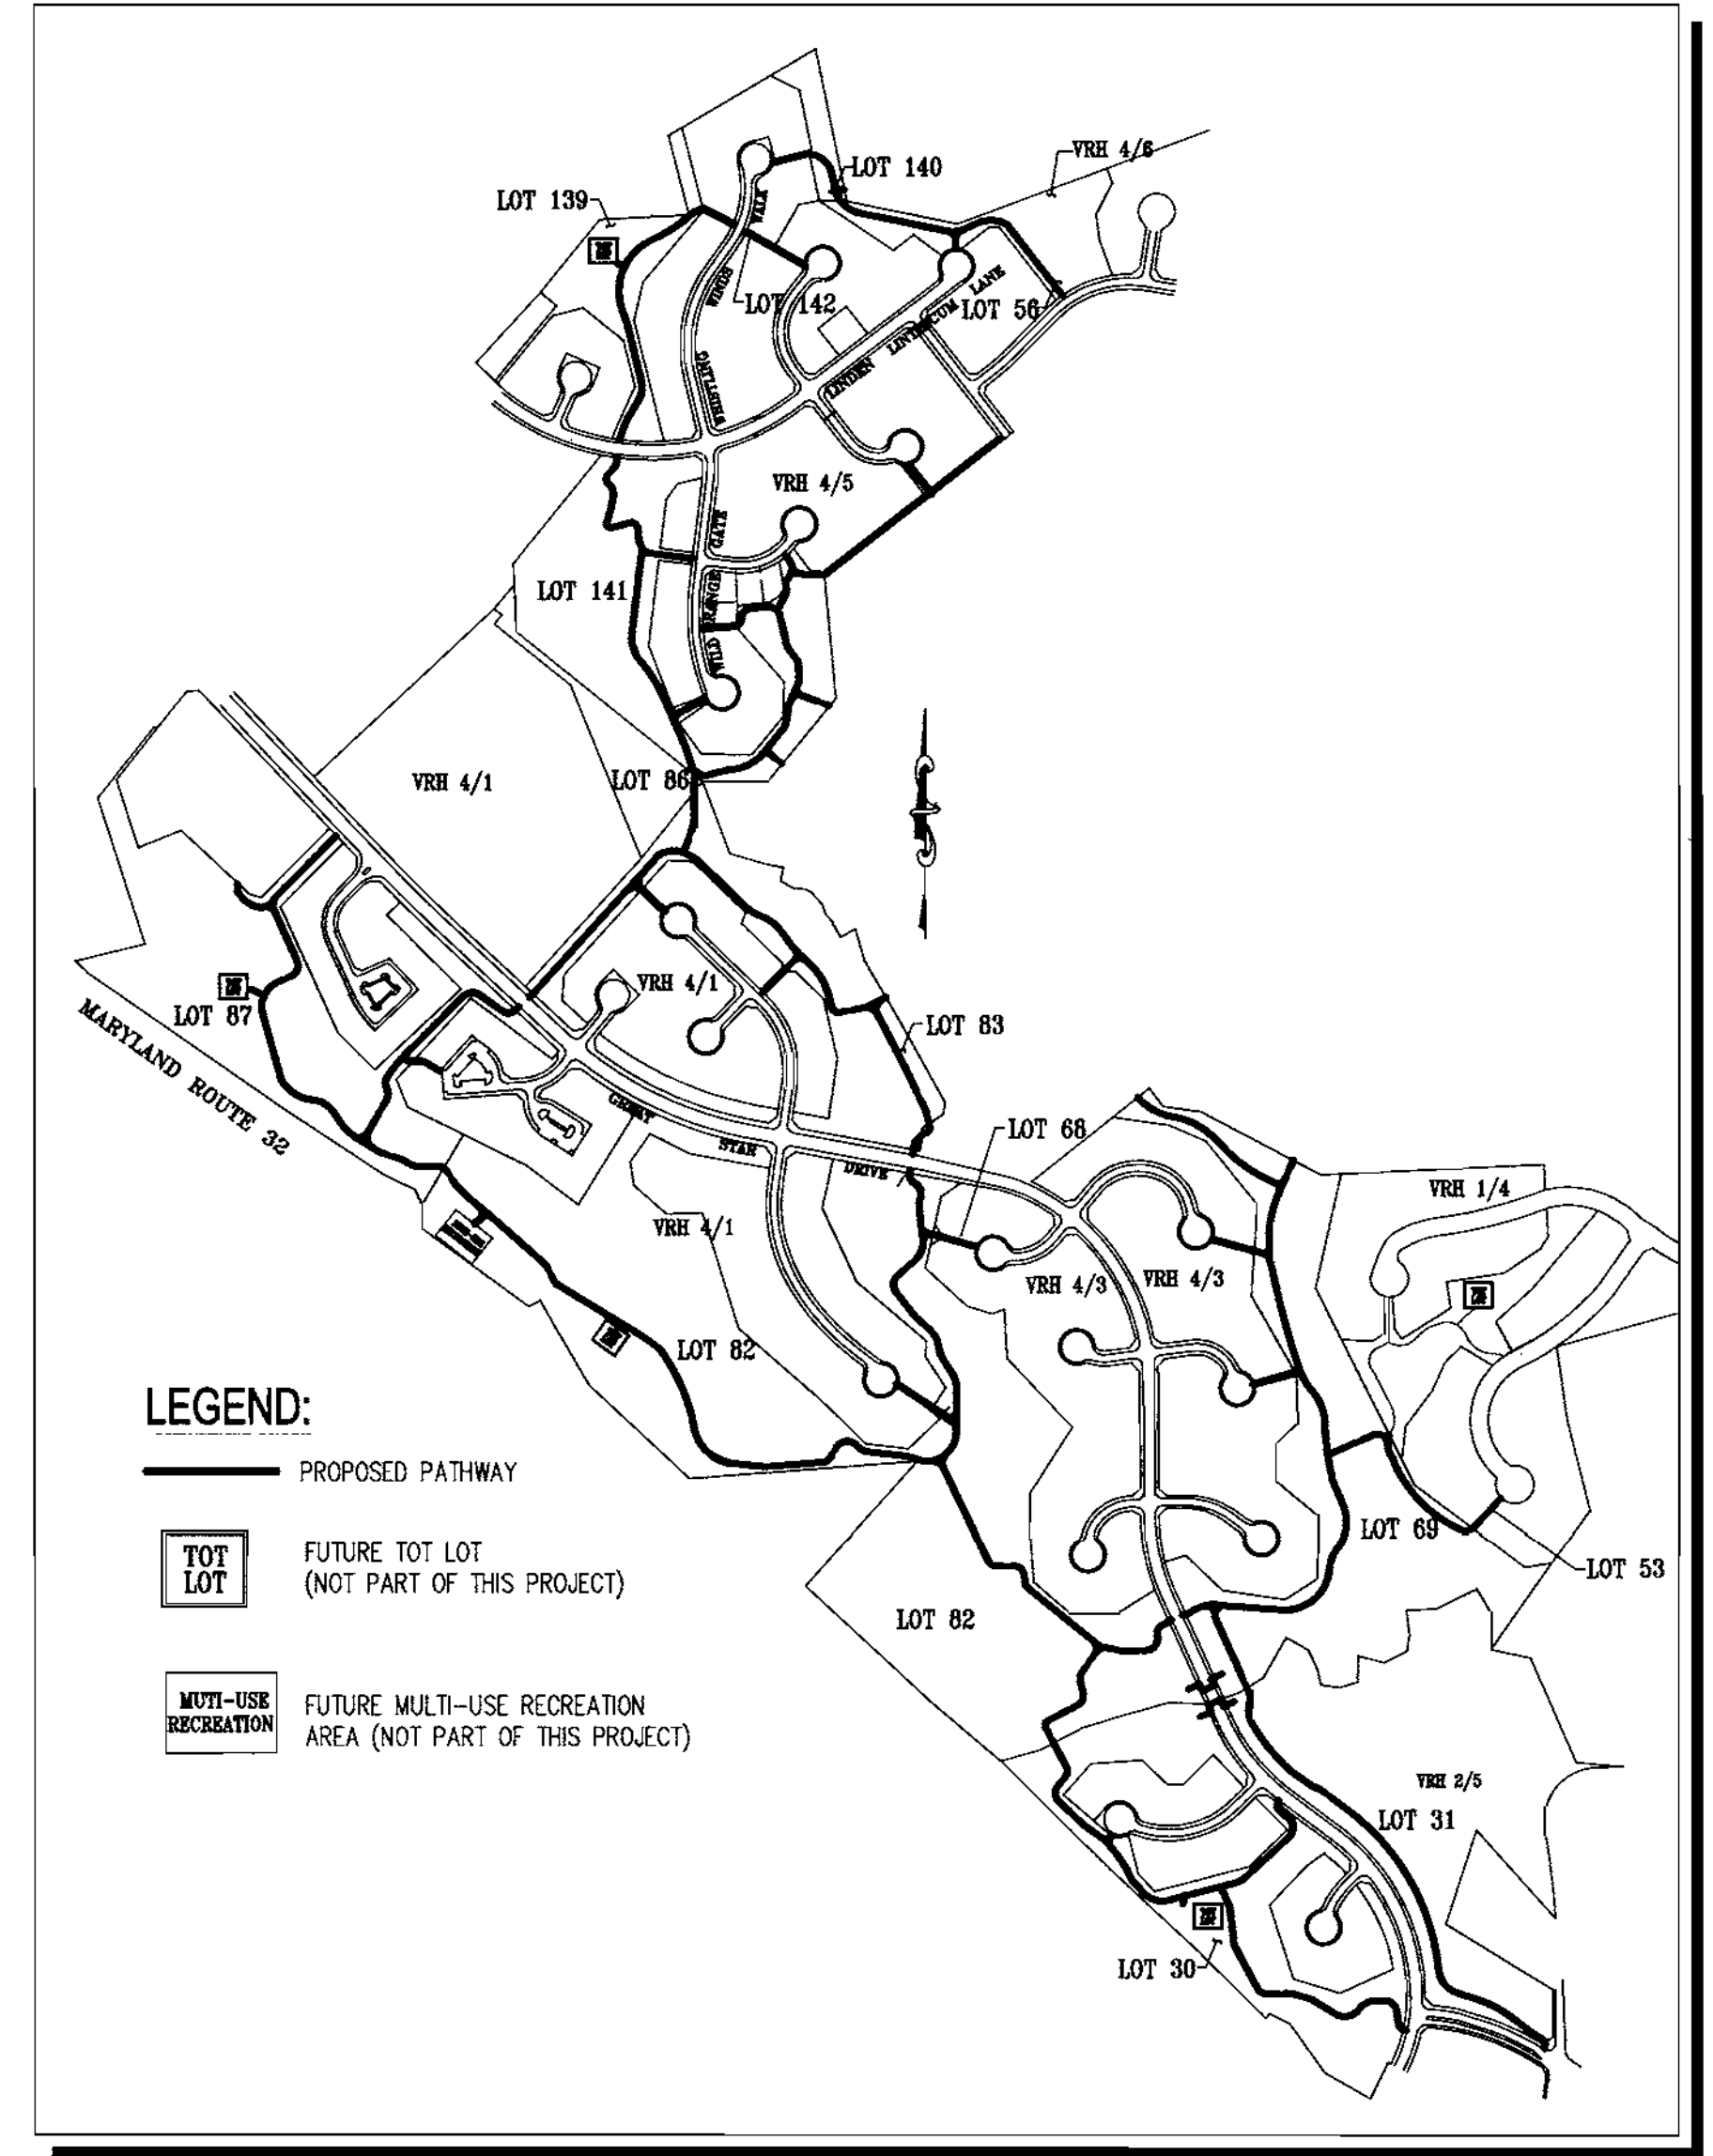 VRH 4/6
LOT 140
LOT 139
WALK
WINDS
LOT 142
LANE
LOT 56
LINTHICUM
LINDEN
WHISTLING
VRH 4/5
GATE
LOT 141
ORANGE
WILD
VRH 4/1
LOT 86
VRH 4/1
LOT 87
LOT 83
MARYLAND ROUTE 32
GREAT
STAR
DRIVE
LOT 68
VRH 1/4
VRH 4/1
VRH 4/3
VRH 4/3
LOT 82
LEGEND:
PROPOSED PATHWAY
LOT 69
TOT
LOT
FUTURE TOT LOT
(NOT PART OF THIS PROJECT)
LOT 53
LOT 82
MUTI-USE
RECREATION
FUTURE MULTI-USE RECREATION
AREA (NOT PART OF THIS PROJECT)
VRH 2/5
LOT 31
LOT 30